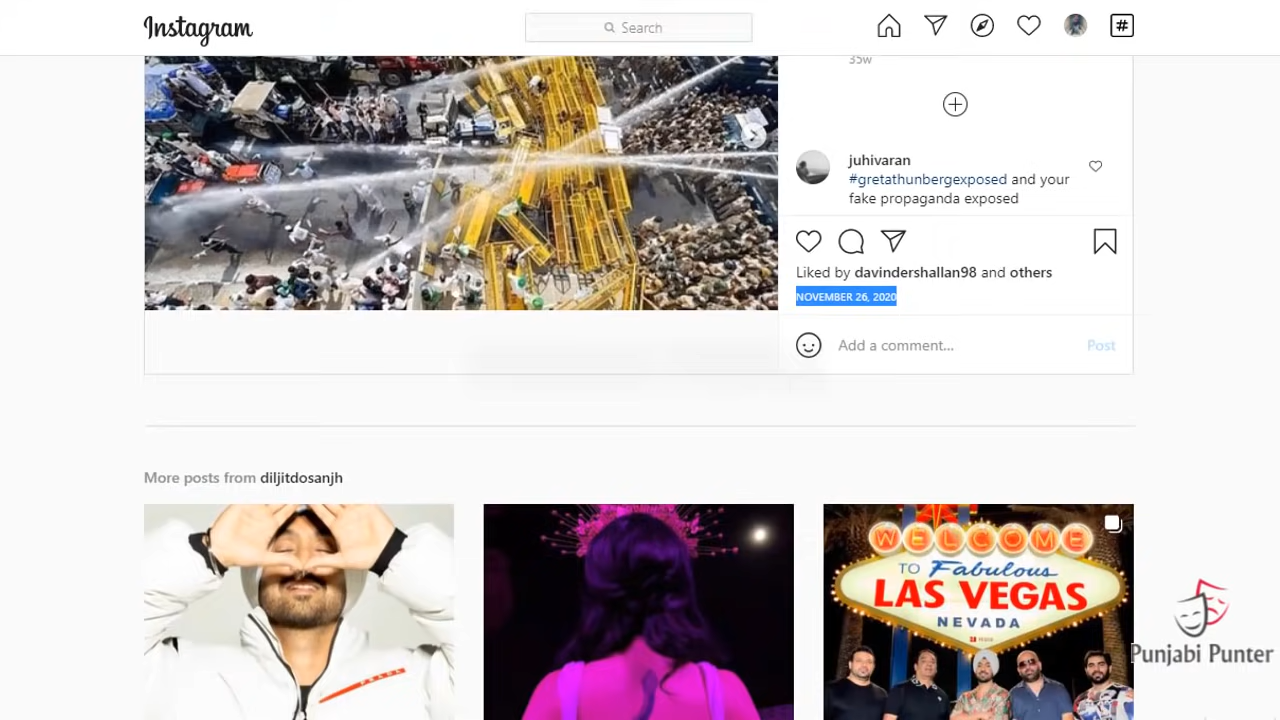 Instagram
Search
#
35w
juhivaran
#gretathunbergexposed and your
fake propaganda exposed
Liked by davindershallan98 and others
NOVEMBER 26, 2020
Add a comment...
Post
More posts from diljitdosanjh
WELCOME
TO Fabulous
LAS VEGAS
NEVADA
PRADA
Punjabi Punter